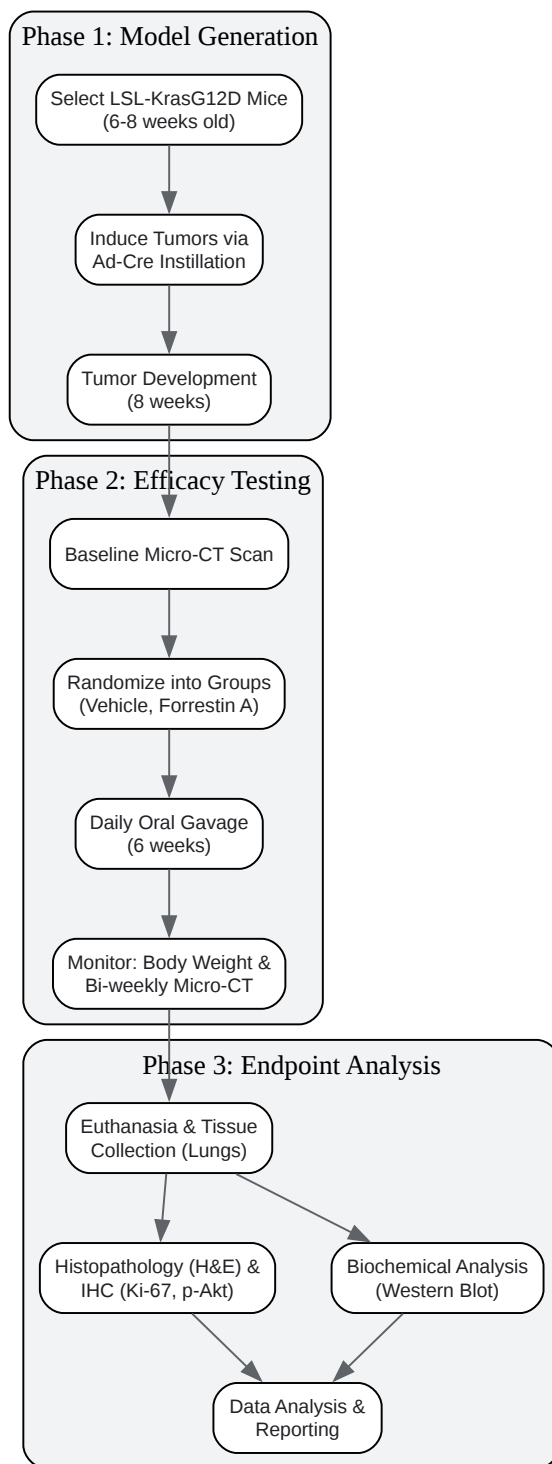 Phase 1: Model Generation
Select LSL-KrasG12D Mice
(6-8 weeks old)
Induce Tumors via
Ad-Cre Instillation
Tumor Development
(8 weeks)
Phase 2: Efficacy Testing
Baseline Micro-CT Scan
Randomize into Groups
(Vehicle, Forrestin A)
Daily Oral Gavage
(6 weeks)
Monitor: Body Weight &
Bi-weekly Micro-CT
Phase 3: Endpoint Analysis
Euthanasia & Tissue
Collection (Lungs)
Histopathology (H&E) &
IHC (Ki-67, p-Akt)
Biochemical Analysis
(Western Blot)
Data Analysis &
Reporting